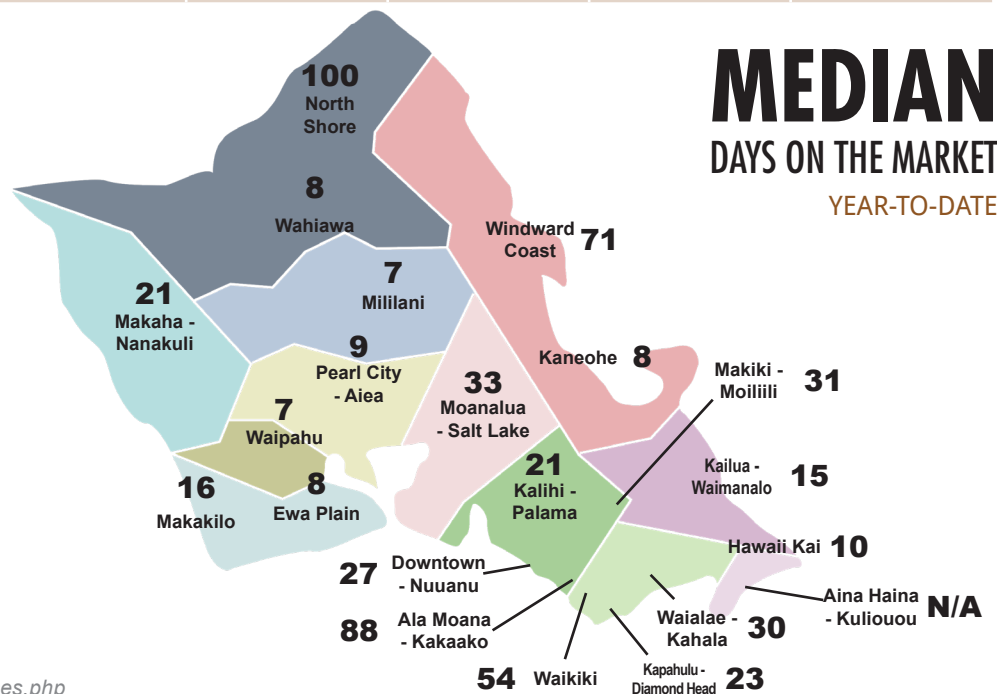 MEDIAN
DAYS ON THE MARKET
YEAR-TO-DATE
100
North
Shore
8
Wahiawa
Windward
Coast
71
7
Mililani
21
Makaha -
Nanakuli
9
Pearl City
- Aiea
Kaneohe 8
33
Moanalua
- Salt Lake
Makiki -
Moiliili
31
7
Waipahu
21
Kalihi -
Palama
Kailua -
Waimanalo
15
16
Makakilo
8
Ewa Plain
Hawaii Kai 10
27
Downtown
- Nuuanu
Aina Haina
- Kuliouou
N/A
88
Ala Moana
- Kakaako
Waialae -
Kahala
30
54 Waikiki
Kapahulu -
Diamond Head
23
es.php